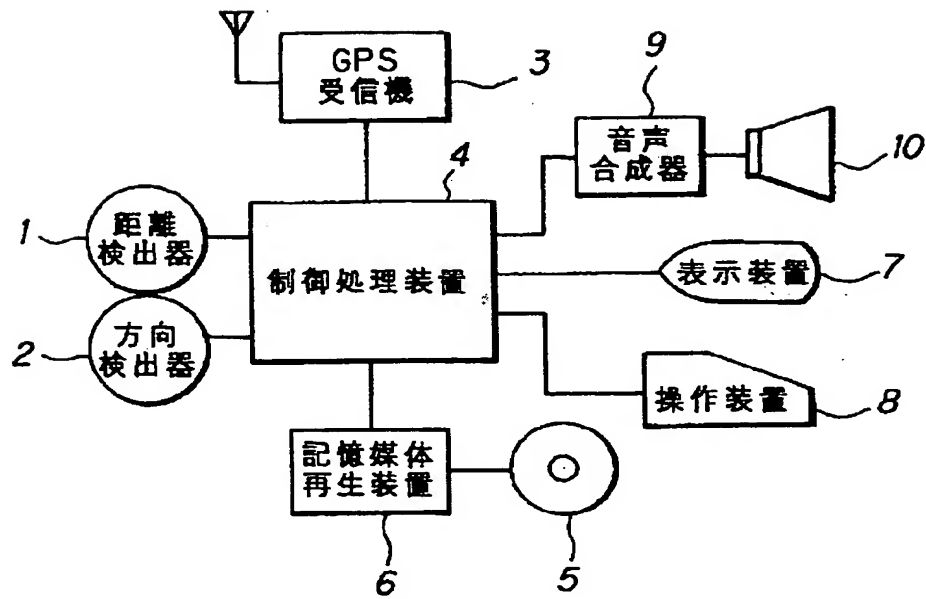 GPS
受信機
3
9
音声
合成器
10
4
1
距離
検出器
制御処理装置
表示装置
7
2
方向
検出器
操作装置
8
記憶媒体
再生装置
6
5